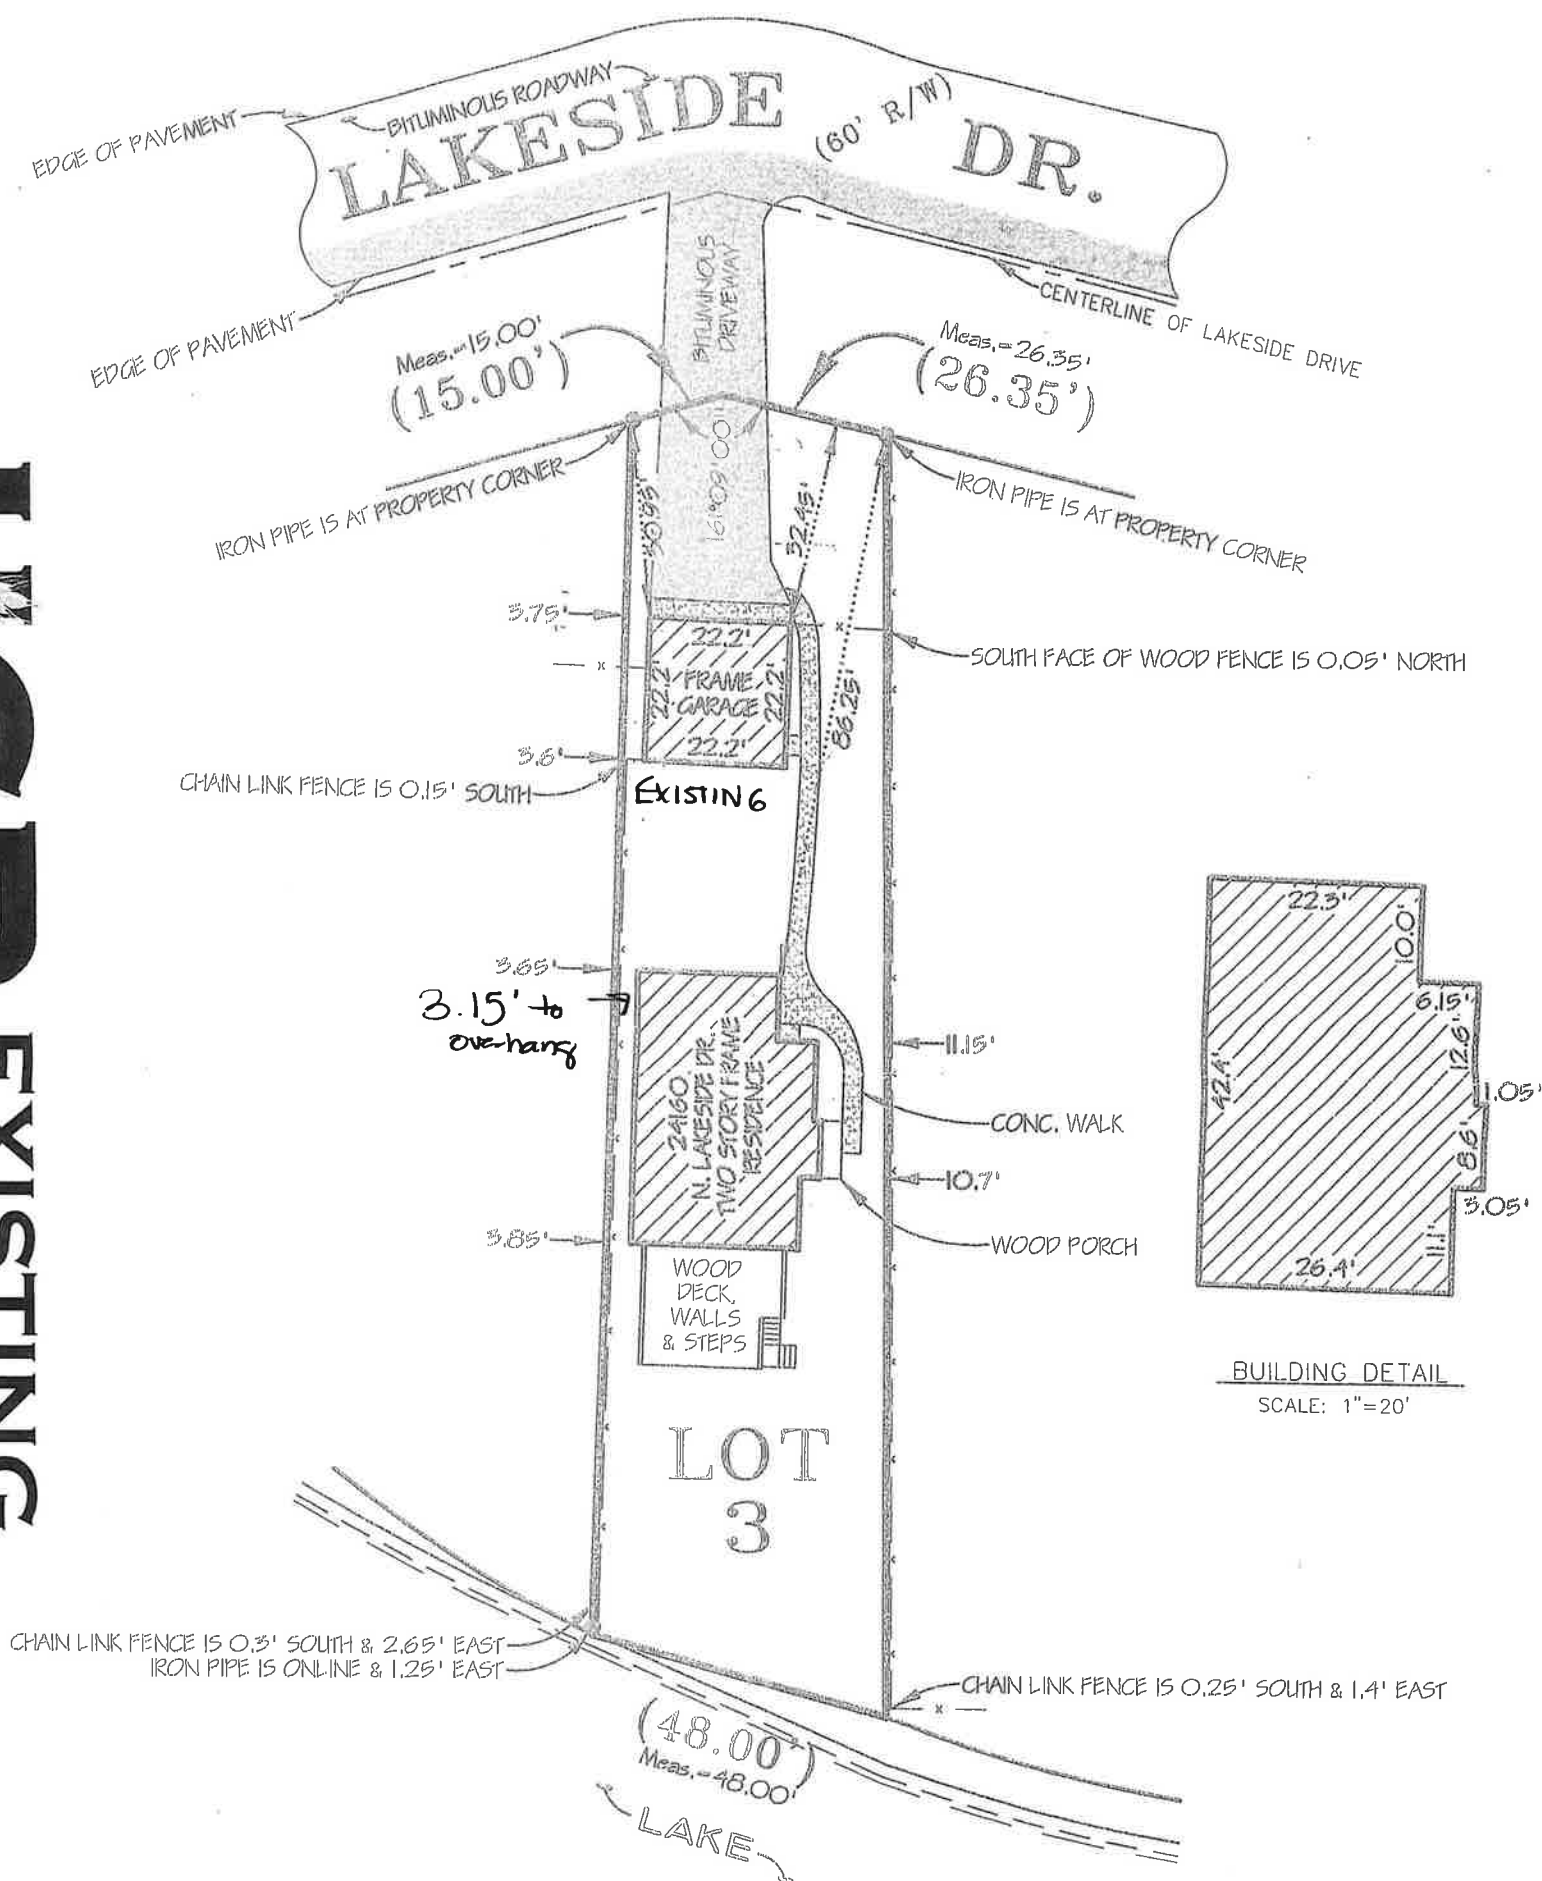 BITUMINOUS ROADWAY
EDGE OF PAVEMENT
LAKESIDE DR.
(60' R/W)
BITUMINOUS
DRIVEWAY
EDGE OF PAVEMENT
CENTERLINE OF LAKESIDE DRIVE
Meas.=15.00'
(15.00')
Meas.=26.35'
(26.35')
IRON PIPE IS AT PROPERTY CORNER
IRON PIPE IS AT PROPERTY CORNER
161°03'00"
30.95'
32.45'
86.25'
3.75'
SOUTH FACE OF WOOD FENCE IS 0.05' NORTH
22.2'
22.2'
FRAME
GARAGE
22.2'
22.2'
3.6'
CHAIN LINK FENCE IS 0.15' SOUTH
EXISTING
3.65'
3.15' to
overhang
11.15'
24160
N. LAKESIDE DR.
TWO STORY FRAME
RESIDENCE
CONC. WALK
10.7'
WOOD PORCH
3.85'
WOOD
DECK,
WALLS
& STEPS
22.3'
10.0'
6.15'
12.6'
42.4'
1.05'
8.6'
3.05'
11.1'
26.4'
BUILDING DETAIL
SCALE: 1"=20'
LOT
3
CHAIN LINK FENCE IS 0.3' SOUTH & 2.65' EAST
IRON PIPE IS ONLINE & 1.25' EAST
CHAIN LINK FENCE IS 0.25' SOUTH & 1.4' EAST
(48.00')
Meas.=48.00'
LAKE
EXISTING